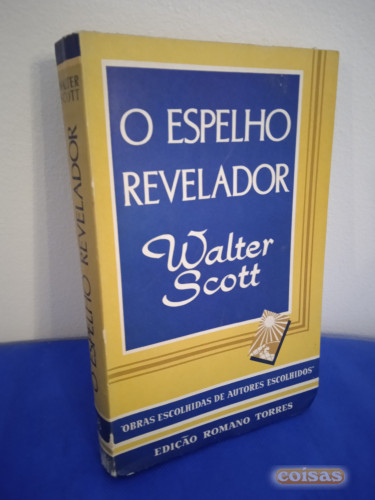 O ESPELHO
REVELADOR
Walter
Scott
"OBRAS ESCOLHIDAS DE AUTORES ESCOLHIDOS"
EDIÇÃO ROMANO TORRES
WALTER
SCOTT
O ESPELHO REVELADOR
coisas